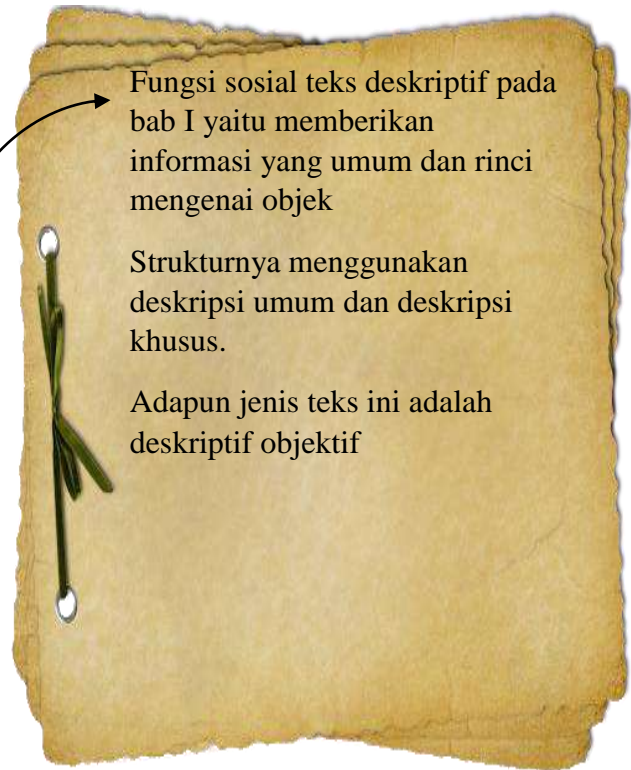 Fungsi sosial teks deskriptif pada
bab I yaitu memberikan
informasi yang umum dan rinci
mengenai objek
Strukturnya menggunakan
deskripsi umum dan deskripsi
khusus.
Adapun jenis teks ini adalah
deskriptif objektif